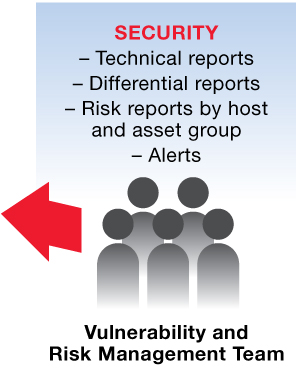 SECURITY
– Technical reports
– Differential reports
– Risk reports by host
and asset group
– Alerts
Vulnerability and
Risk Management Team